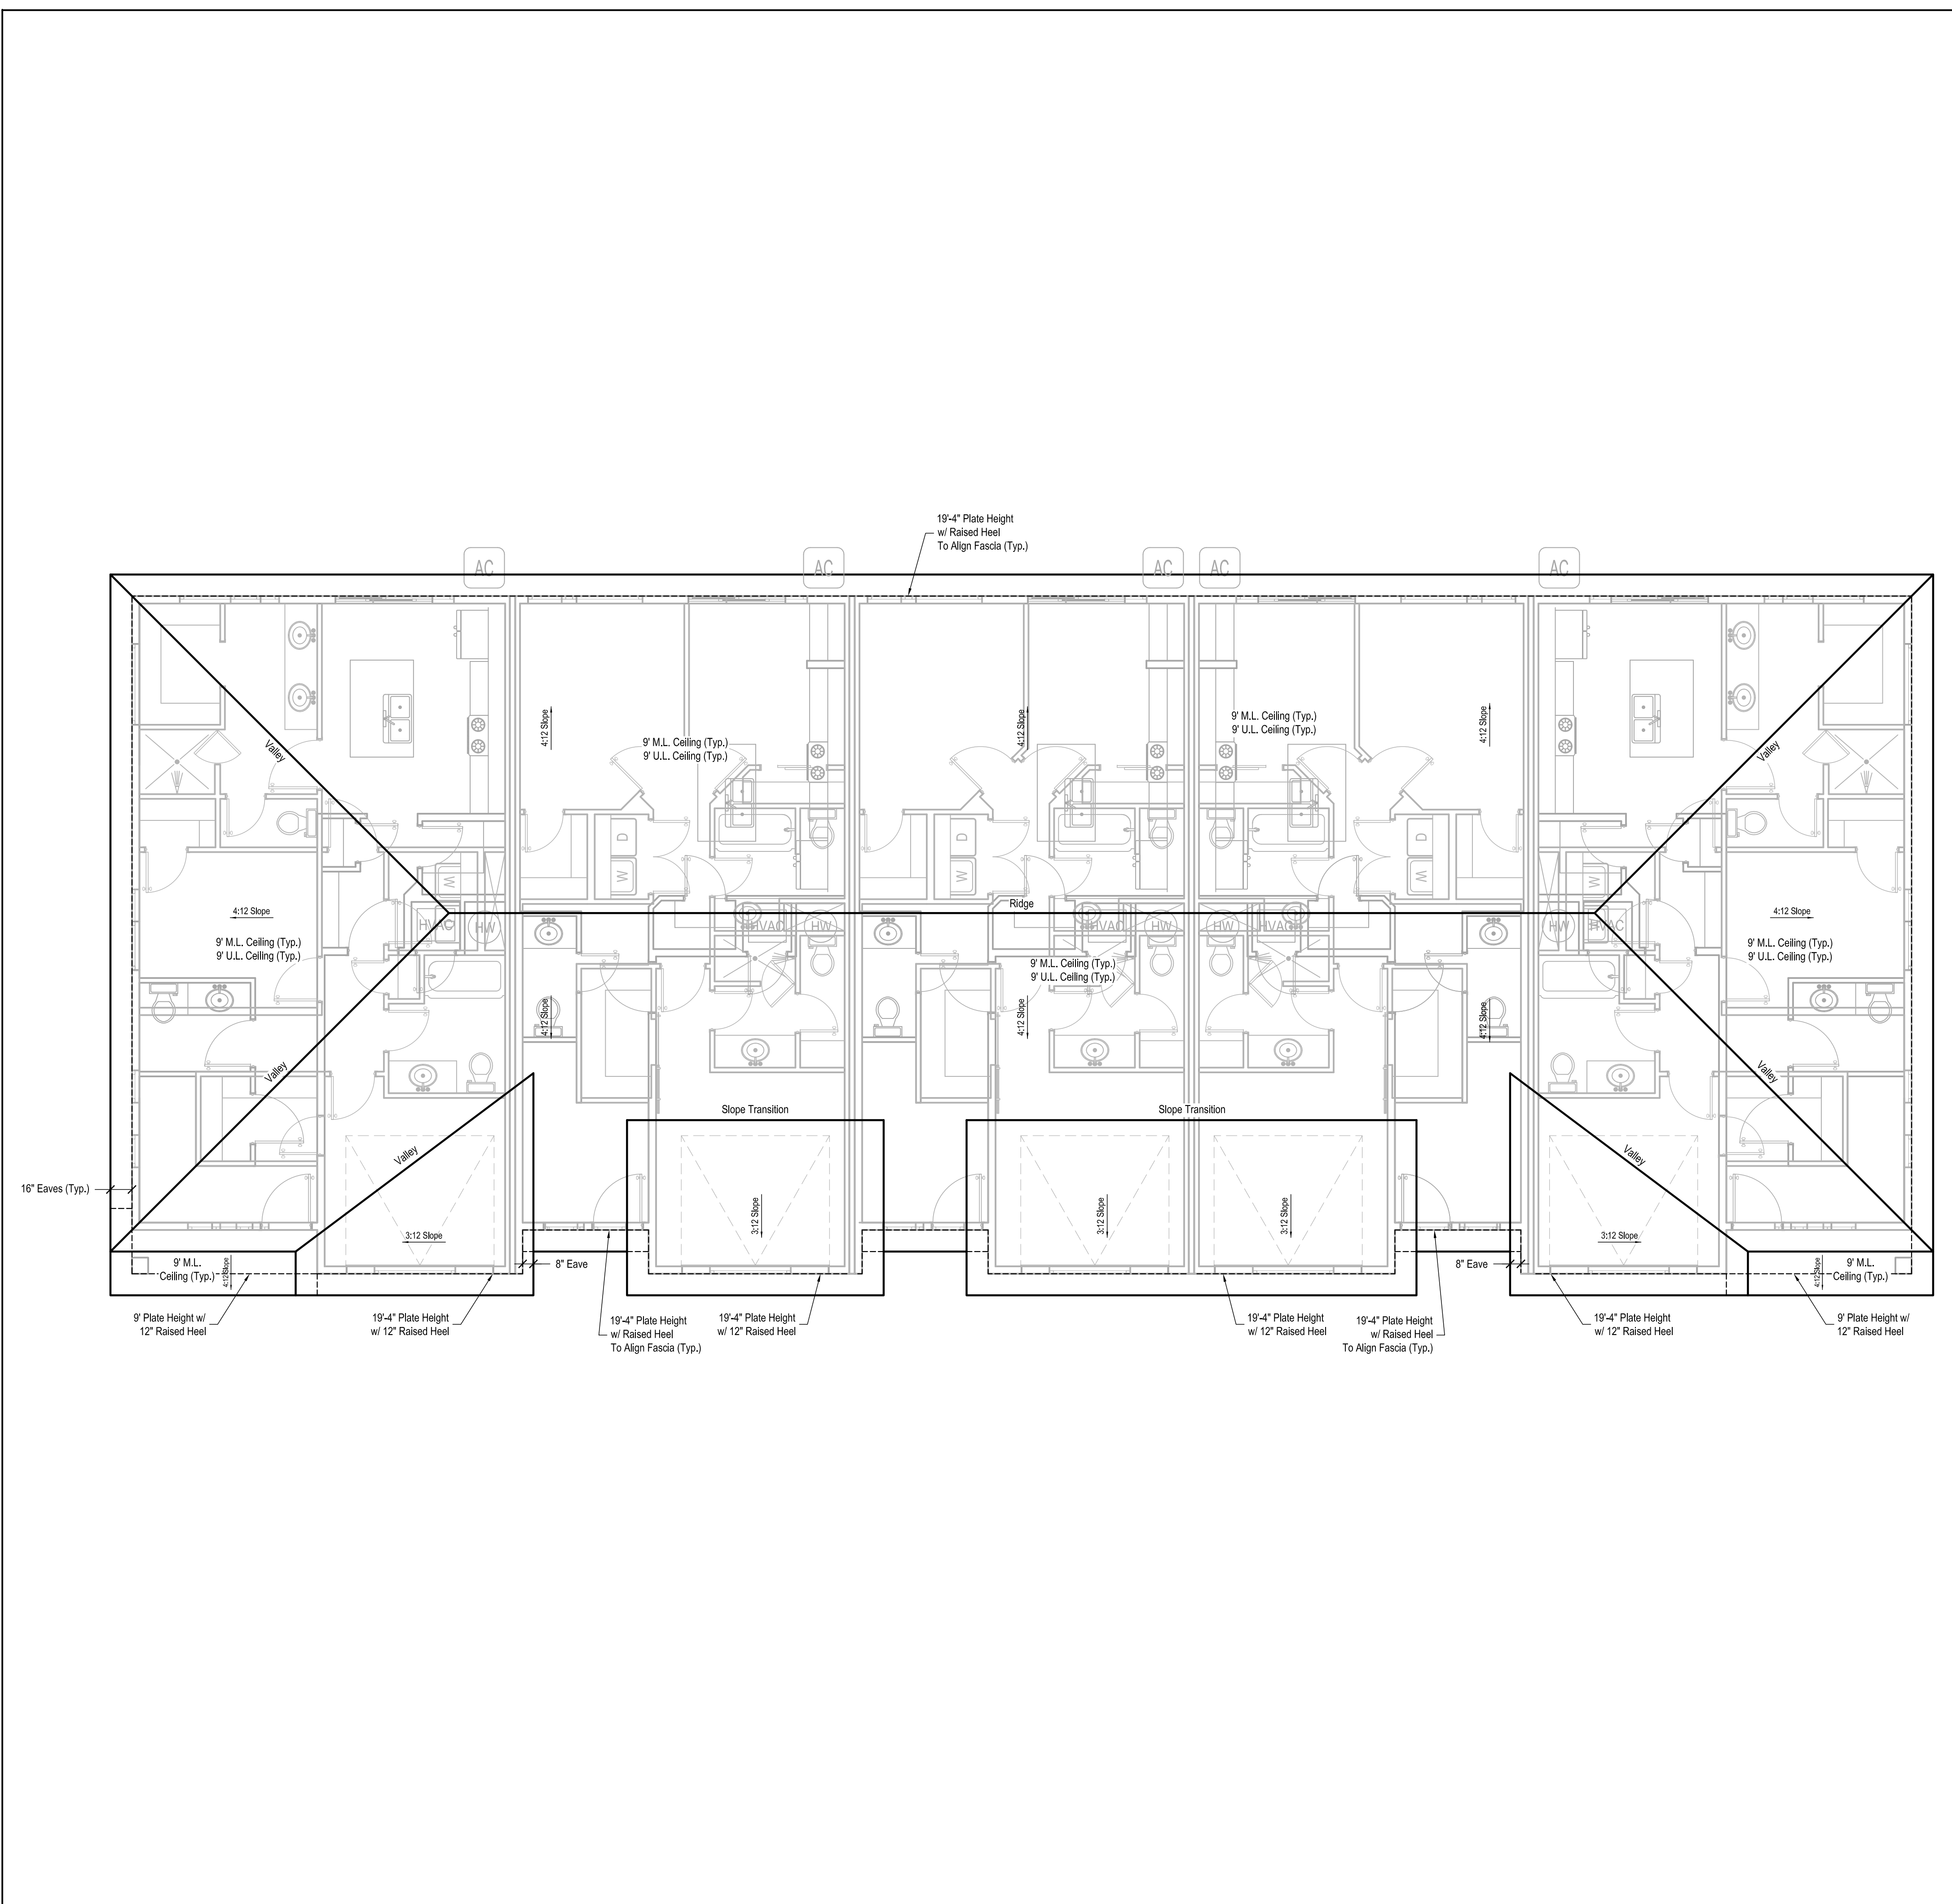 19'-4" Plate Height
w/ Raised Heel
To Align Fascia (Typ.)
AC
AC
AC
AC
AC
4:12 Slope
4:12 Slope
4:12 Slope
9' M.L. Ceiling (Typ.)
9' U.L. Ceiling (Typ.)
9' M.L. Ceiling (Typ.)
9' U.L. Ceiling (Typ.)
Valley
Valley
D
D
D
W
W
W
W
W
Ridge
4:12 Slope
4:12 Slope
HVAC
HW
HVAC
HW
HVAC
HW
HW
HVAC
HW
HVAC
9' M.L. Ceiling (Typ.)
9' U.L. Ceiling (Typ.)
9' M.L. Ceiling (Typ.)
9' U.L. Ceiling (Typ.)
9' M.L. Ceiling (Typ.)
9' U.L. Ceiling (Typ.)
4:12 Slope
4:12 Slope
4:12 Slope
Valley
Valley
Slope Transition
Slope Transition
Valley
Valley
16" Eaves (Typ.)
3:12 Slope
3:12 Slope
3:12 Slope
3:12 Slope
3:12 Slope
9' M.L.
Ceiling (Typ.)
4:12 Slope
8" Eave
8" Eave
4:12 Slope
9' M.L.
Ceiling (Typ.)
9' Plate Height w/
12" Raised Heel
19'-4" Plate Height
w/ 12" Raised Heel
19'-4" Plate Height
w/ Raised Heel
To Align Fascia (Typ.)
19'-4" Plate Height
w/ 12" Raised Heel
19'-4" Plate Height
w/ 12" Raised Heel
19'-4" Plate Height
w/ Raised Heel
To Align Fascia (Typ.)
19'-4" Plate Height
w/ 12" Raised Heel
9' Plate Height w/
12" Raised Heel